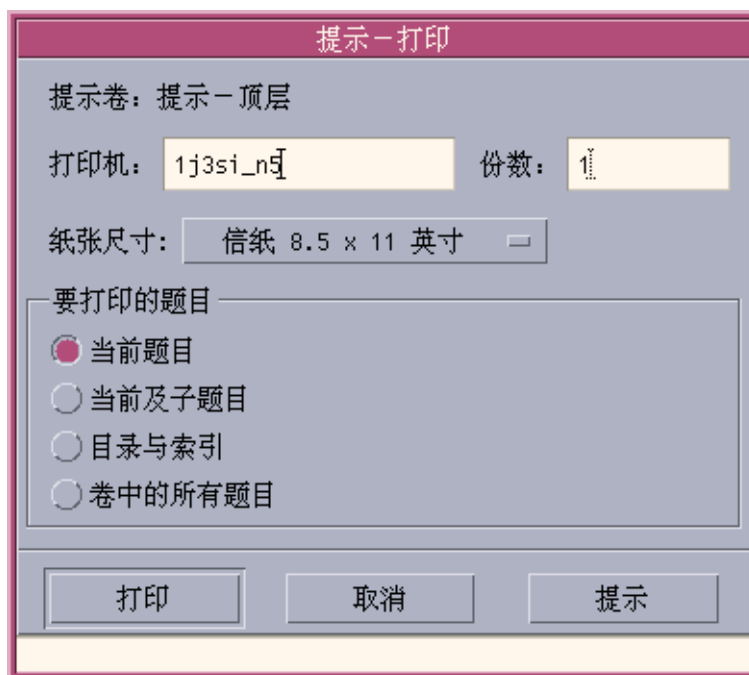 提示－打印
提示卷：提示－顶层
打印机： 1j3si_n5 份数： 1
纸张尺寸： 信纸 8.5 x 11 英寸
要打印的题目
当前题目
当前及子题目
目录与索引
卷中的所有题目
打印 取消 提示